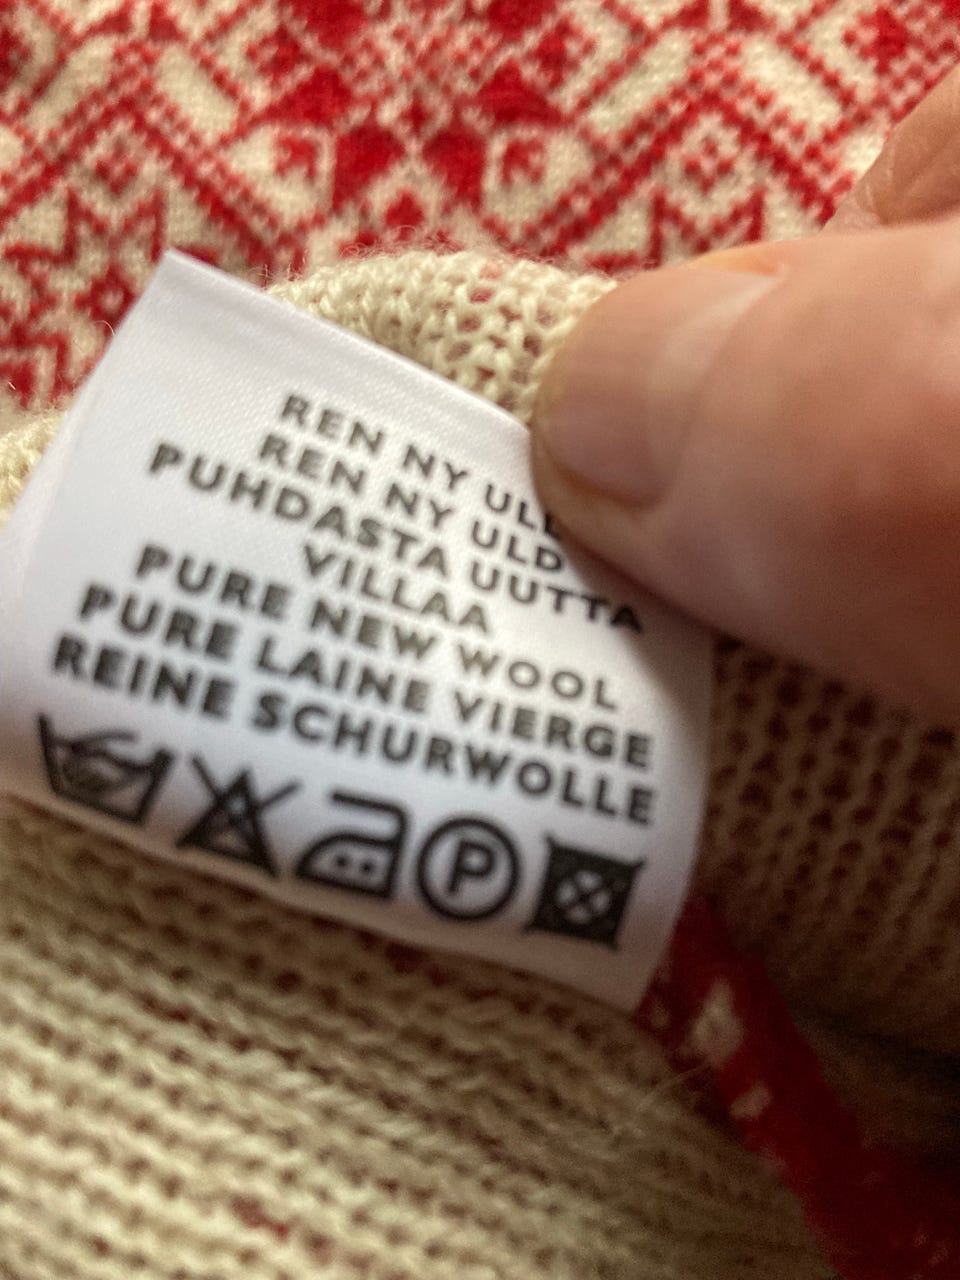 REN NY ULL
REN NY ULD
PUHDASTA UUTTA
VILLAA
PURE NEW WOOL
PURE LAINE VIERGE
REINE SCHURWOLLE
P